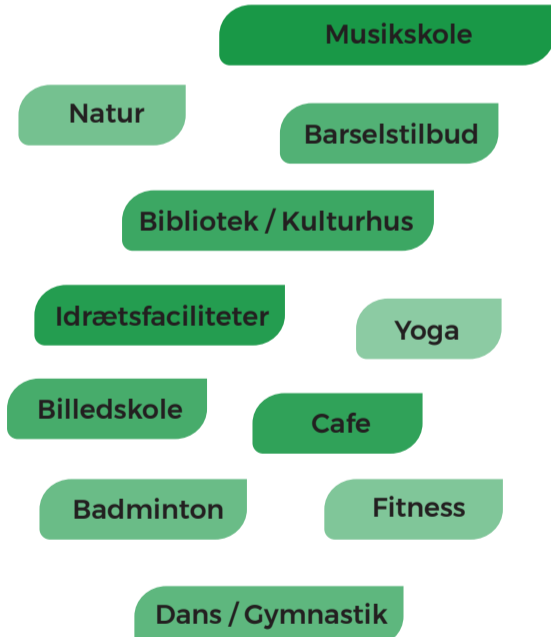 Musikskole
Natur
Barselstilbud
Bibliotek / Kulturhus
Idrætsfaciliteter
Yoga
Billedskole
Cafe
Badminton
Fitness
Dans / Gymnastik